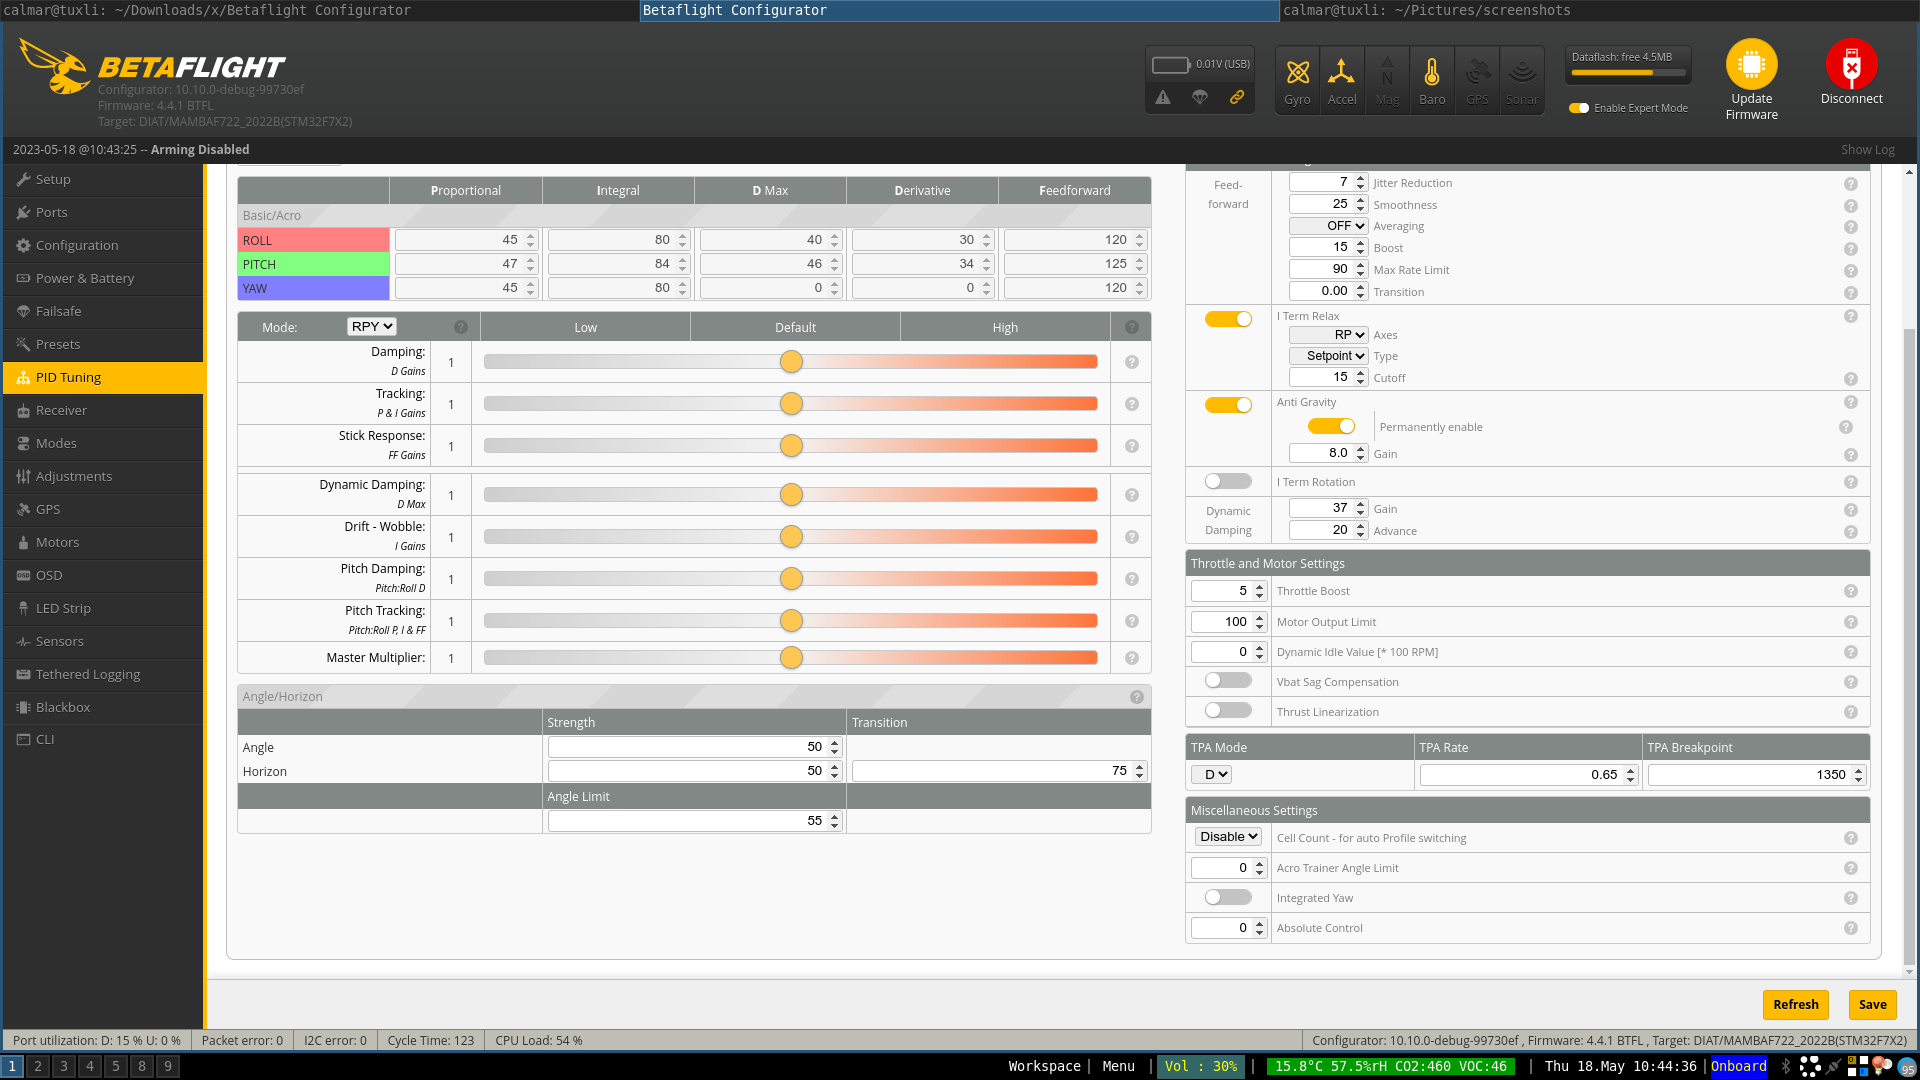 calmar@tuxli: ~/Downloads/x/Betaflight Configurator
Betaflight Configurator
calmar@tuxli: ~/Pictures/screenshots
BETAFLIGHT
Configurator: 10.10.0-debug-99730ef
Firmware: 4.4.1 BTFL
Target: DIAT/MAMBAF722_2022B(STM32F7X2)
0.01V (USB)
Gyro Accel Mag Baro GPS Sonar
Dataflash: free 4.5MB
Enable Expert Mode
Update Firmware
Disconnect
2023-05-18 @10:43:25 -- Arming Disabled
Show Log
Setup
Ports
Configuration
Power & Battery
Failsafe
Presets
PID Tuning
Receiver
Modes
Adjustments
GPS
Motors
OSD
LED Strip
Sensors
Tethered Logging
Blackbox
CLI
Proportional Integral D Max Derivative Feedforward
Basic/Acro
ROLL 45 80 40 30 120
PITCH 47 84 46 34 125
YAW 45 80 0 0 120
Mode: RPY Low Default High
Damping: 1
D Gains
Tracking: 1
P & I Gains
Stick Response: 1
FF Gains
Dynamic Damping: 1
D Max
Drift - Wobble: 1
I Gains
Pitch Damping: 1
Pitch:Roll D
Pitch Tracking: 1
Pitch:Roll P, I & FF
Master Multiplier: 1
Angle/Horizon
Strength Transition
Angle 50
Horizon 50 75
Angle Limit
55
Feed-
forward
7 Jitter Reduction
25 Smoothness
OFF Averaging
15 Boost
90 Max Rate Limit
0.00 Transition
I Term Relax
RP Axes
Setpoint Type
15 Cutoff
Anti Gravity
Permanently enable
8.0 Gain
I Term Rotation
Dynamic
Damping
37 Gain
20 Advance
Throttle and Motor Settings
5 Throttle Boost
100 Motor Output Limit
0 Dynamic Idle Value [* 100 RPM]
Vbat Sag Compensation
Thrust Linearization
TPA Mode TPA Rate TPA Breakpoint
D 0.65 1350
Miscellaneous Settings
Disable Cell Count - for auto Profile switching
0 Acro Trainer Angle Limit
Integrated Yaw
0 Absolute Control
Refresh Save
Port utilization: D: 15 % U: 0 % Packet error: 0 I2C error: 0 Cycle Time: 123 CPU Load: 54 %
Configurator: 10.10.0-debug-99730ef , Firmware: 4.4.1 BTFL , Target: DIAT/MAMBAF722_2022B(STM32F7X2)
1 2 3 4 5 8 9
Workspace| Menu | Vol : 30% | 15.8°C 57.5%rH CO2:460 VOC:46 | Thu 18.May 10:44:36 |Onboard
95